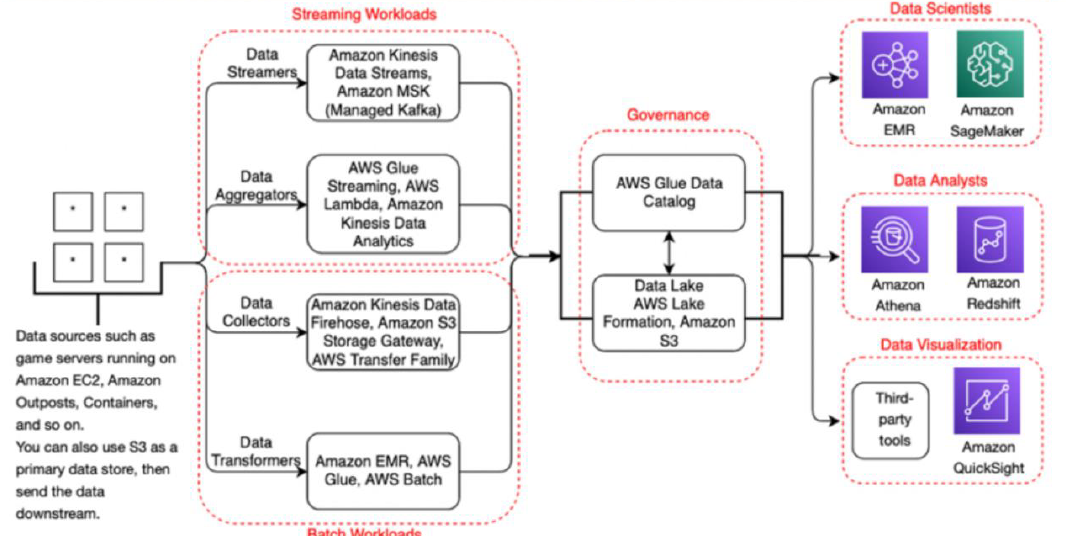 Streaming Workloads
Data
Streamers
Amazon Kinesis
Data Streams,
Amazon MSK
(Managed Kafka)
Data
Aggregators
AWS Glue
Streaming, AWS
Lambda, Amazon
Kinesis Data
Analytics
Data
Collectors
Amazon Kinesis Data
Firehose, Amazon S3
Storage Gateway,
AWS Transfer Family
Data
Transformers
Amazon EMR, AWS
Glue, AWS Batch
Batch Workloads
Data sources such as
game servers running on
Amazon EC2, Amazon
Outposts, Containers,
and so on.
You can also use S3 as a
primary data store, then
send the data
downstream.
Governance
AWS Glue Data
Catalog
Data Lake
AWS Lake
Formation, Amazon
S3
Data Scientists
Amazon
EMR
Amazon
SageMaker
Data Analysts
Amazon
Athena
Amazon
Redshift
Data Visualization
Third-
party
tools
Amazon
QuickSight